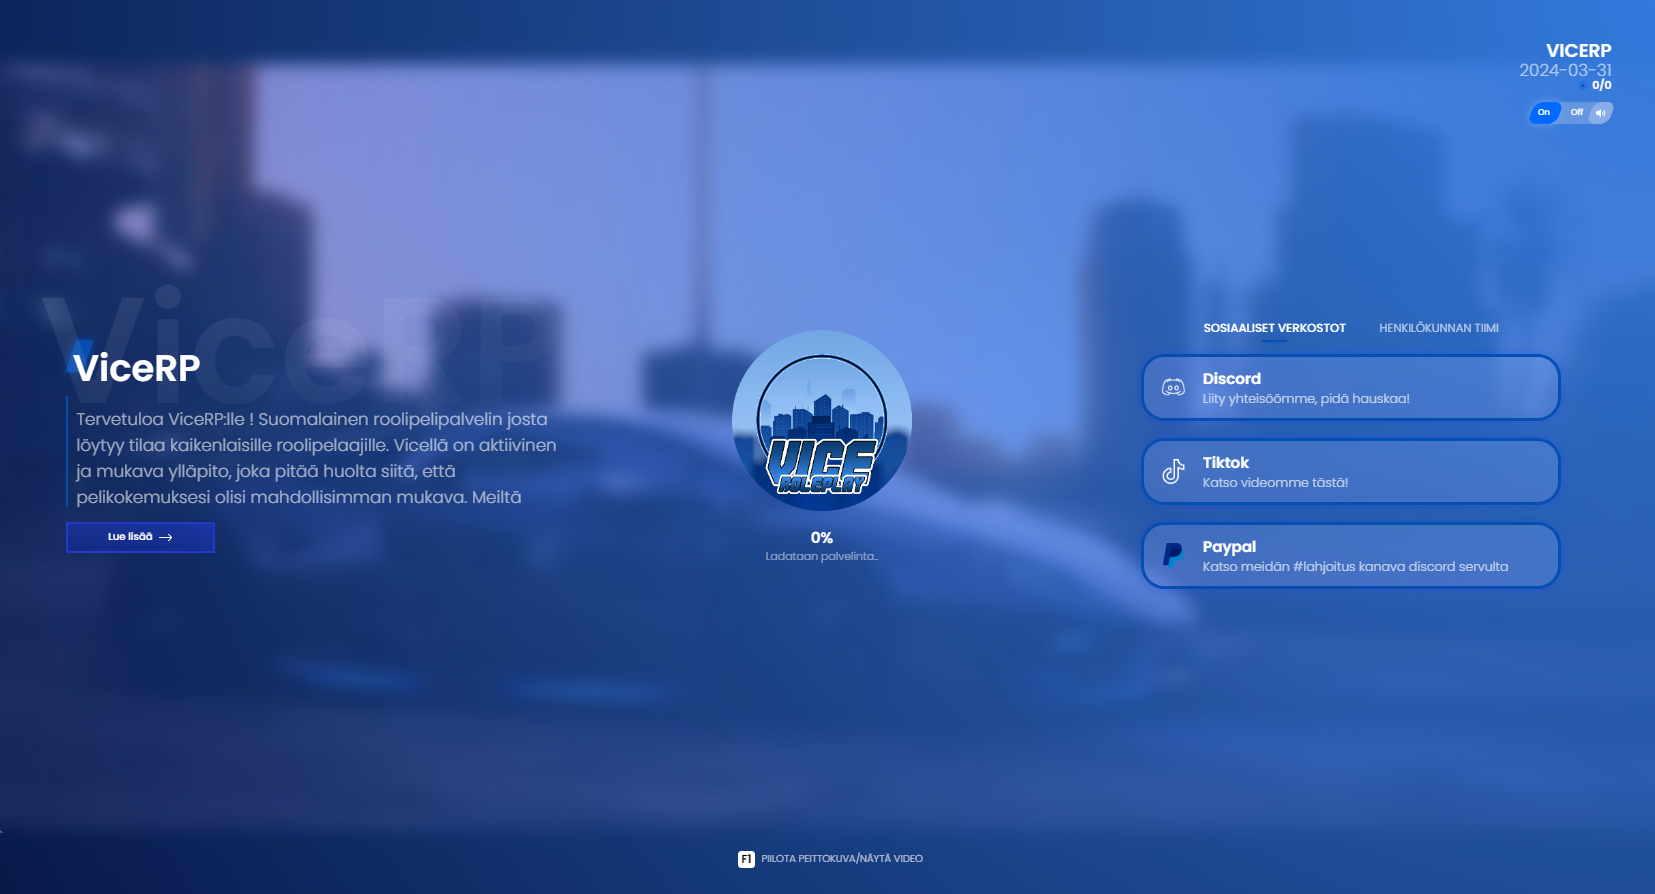 VICERP
2024-03-31
0/0
On Off
ViceRP
ViceRP
Tervetuloa ViceRP:lle ! Suomalainen roolipelipalvelin josta
löytyy tilaa kaikenlaisille roolipelaajille. Vicellä on aktiivinen
ja mukava ylläpito, joka pitää huolta siitä, että
pelikokemuksesi olisi mahdollisimman mukava. Meiltä
Lue lisää
VICE
ROLEPLAY
0%
Ladataan palvelinta..
SOSIAALISET VERKOSTOT HENKILÖKUNNAN TIIMI
Discord
Liity yhteisöömme, pidä hauskaa!
Tiktok
Katso videomme tästä!
Paypal
Katso meidän #lahjoitus kanava discord servulta
F1 PIILOTA PEITTOKUVA/NÄYTÄ VIDEO